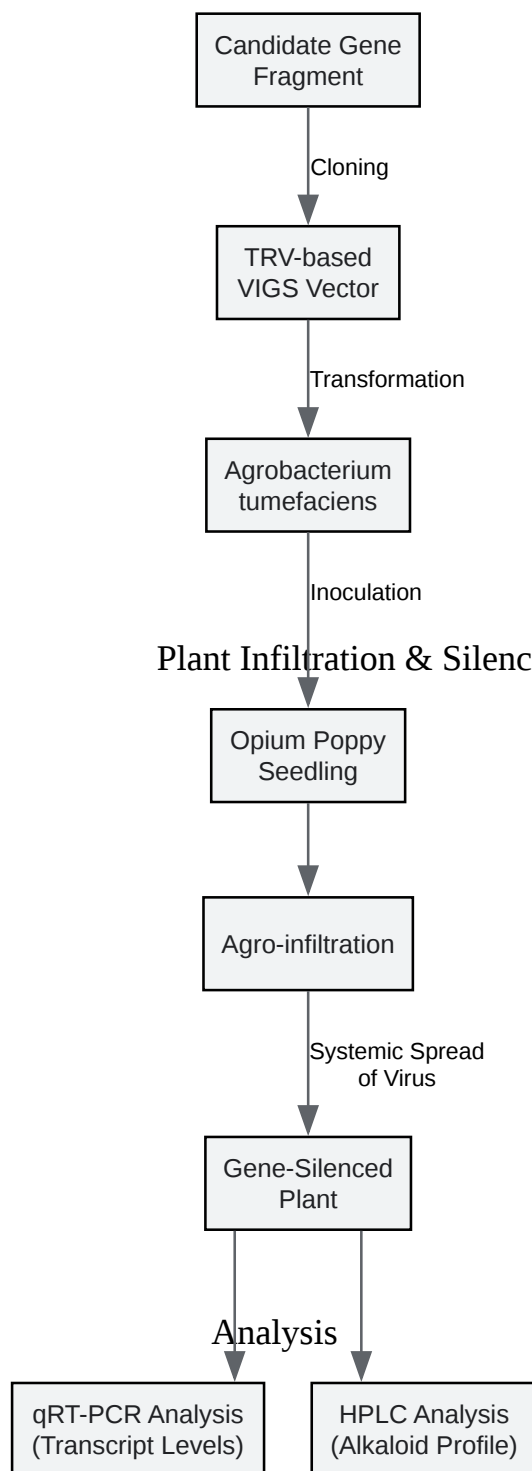 Candidate Gene
Fragment
Cloning
TRV-based
VIGS Vector
Transformation
Agrobacterium
tumefaciens
Inoculation
Plant Infiltration & Silenc
Opium Poppy
Seedling
Agro-infiltration
Systemic Spread
of Virus
Gene-Silenced
Plant
Analysis
qRT-PCR Analysis
(Transcript Levels)
HPLC Analysis
(Alkaloid Profile)